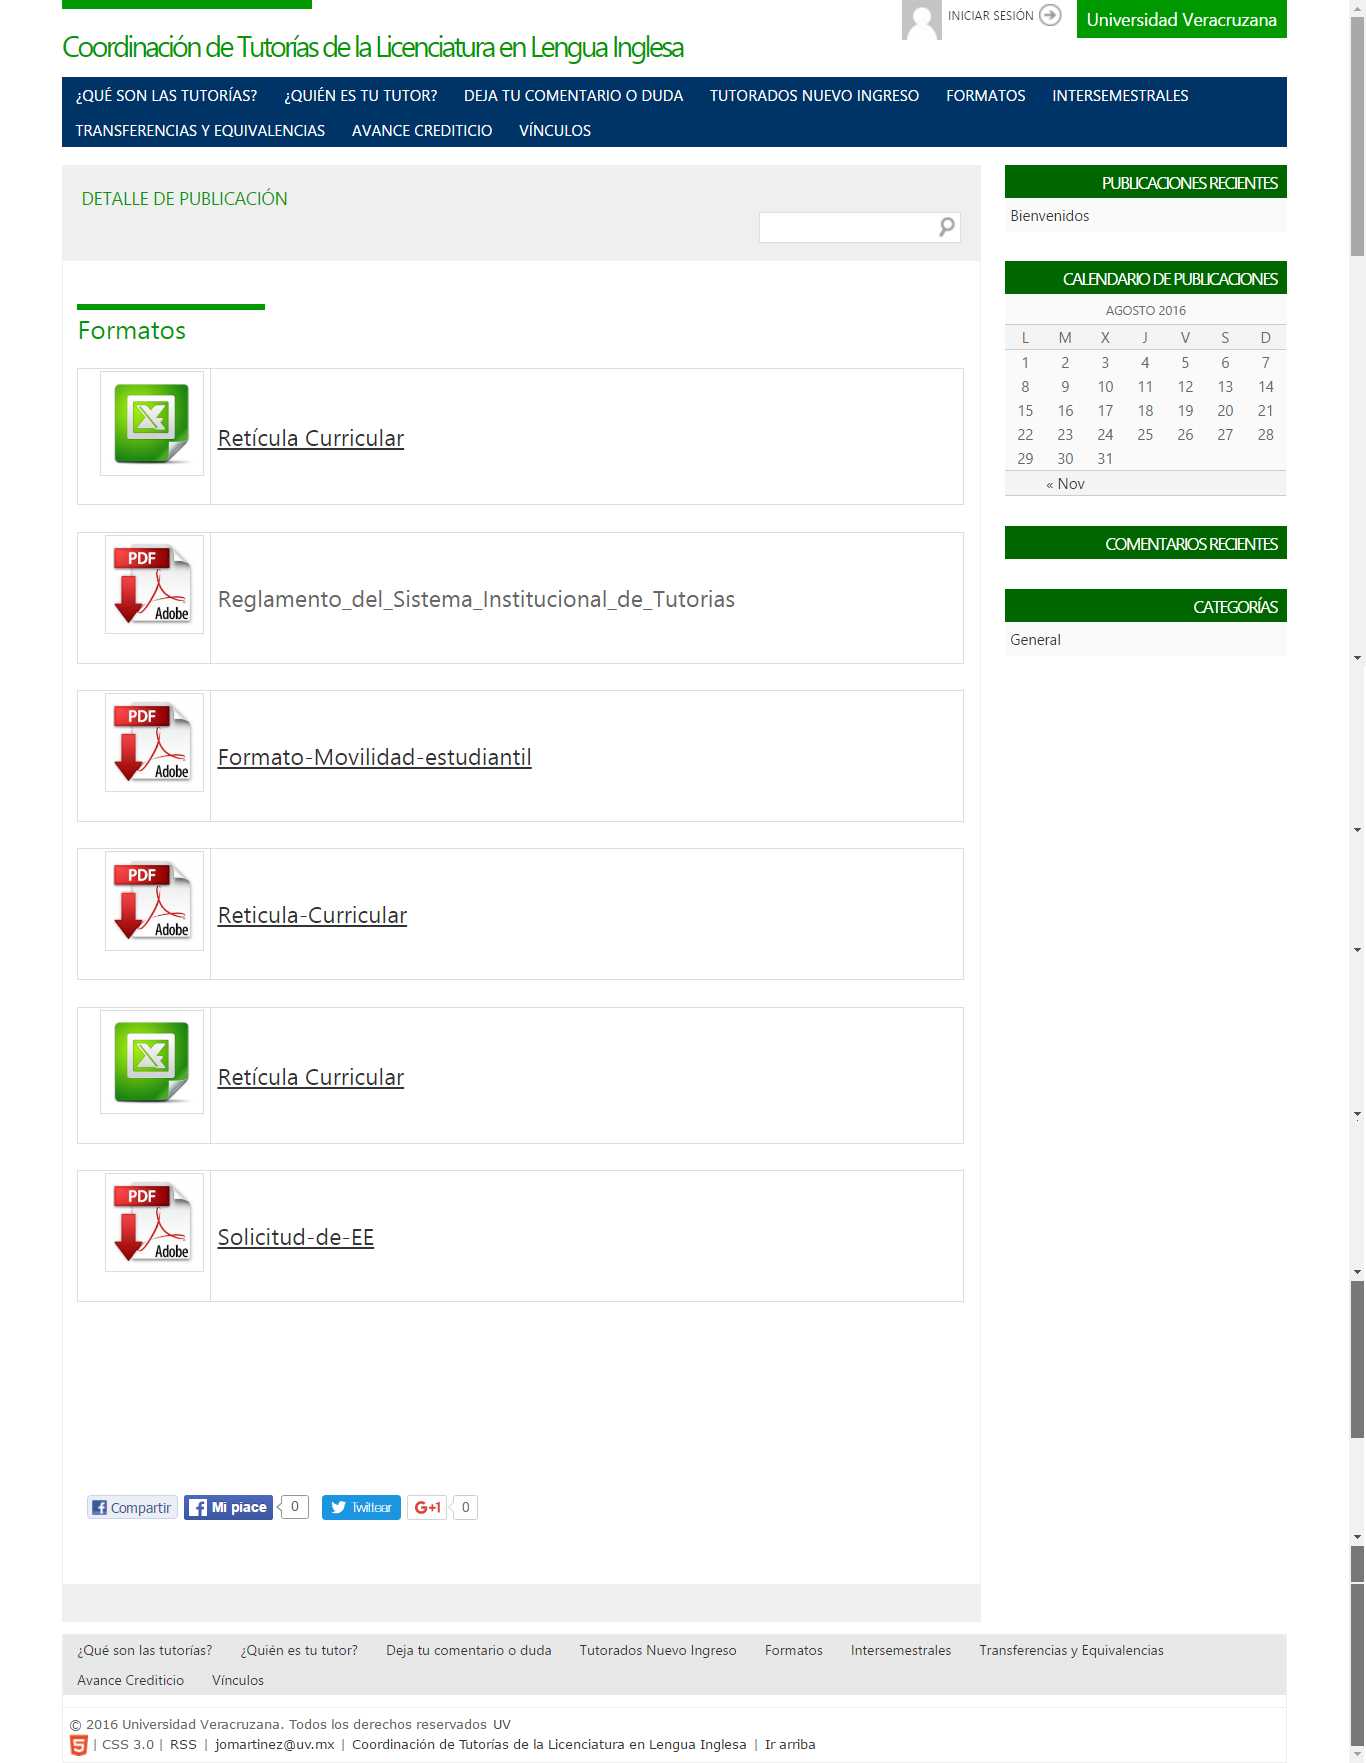 INICIAR SESIÓN
Universidad Veracruzana
Coordinación de Tutorías de la Licenciatura en Lengua Inglesa
¿QUÉ SON LAS TUTORÍAS? ¿QUIÉN ES TU TUTOR? DEJA TU COMENTARIO O DUDA TUTORADOS NUEVO INGRESO FORMATOS INTERSEMESTRALES
TRANSFERENCIAS Y EQUIVALENCIAS AVANCE CREDITICIO VÍNCULOS
DETALLE DE PUBLICACIÓN
Formatos
Retícula Curricular
PDF
Adobe
Reglamento_del_Sistema_Institucional_de_Tutorias
PDF
Adobe
Formato-Movilidad-estudiantil
PDF
Adobe
Reticula-Curricular
Retícula Curricular
PDF
Adobe
Solicitud-de-EE
Compartir Mi piace 0 Twittear G+1 0
PUBLICACIONES RECIENTES
Bienvenidos
CALENDARIO DE PUBLICACIONES
AGOSTO 2016
L M X J V S D
1 2 3 4 5 6 7
8 9 10 11 12 13 14
15 16 17 18 19 20 21
22 23 24 25 26 27 28
29 30 31
« Nov
COMENTARIOS RECIENTES
CATEGORÍAS
General
¿Qué son las tutorías? ¿Quién es tu tutor? Deja tu comentario o duda Tutorados Nuevo Ingreso Formatos Intersemestrales Transferencias y Equivalencias
Avance Crediticio Vínculos
© 2016 Universidad Veracruzana. Todos los derechos reservados UV
5 | CSS 3.0 | RSS | jomartinez@uv.mx | Coordinación de Tutorías de la Licenciatura en Lengua Inglesa | Ir arriba